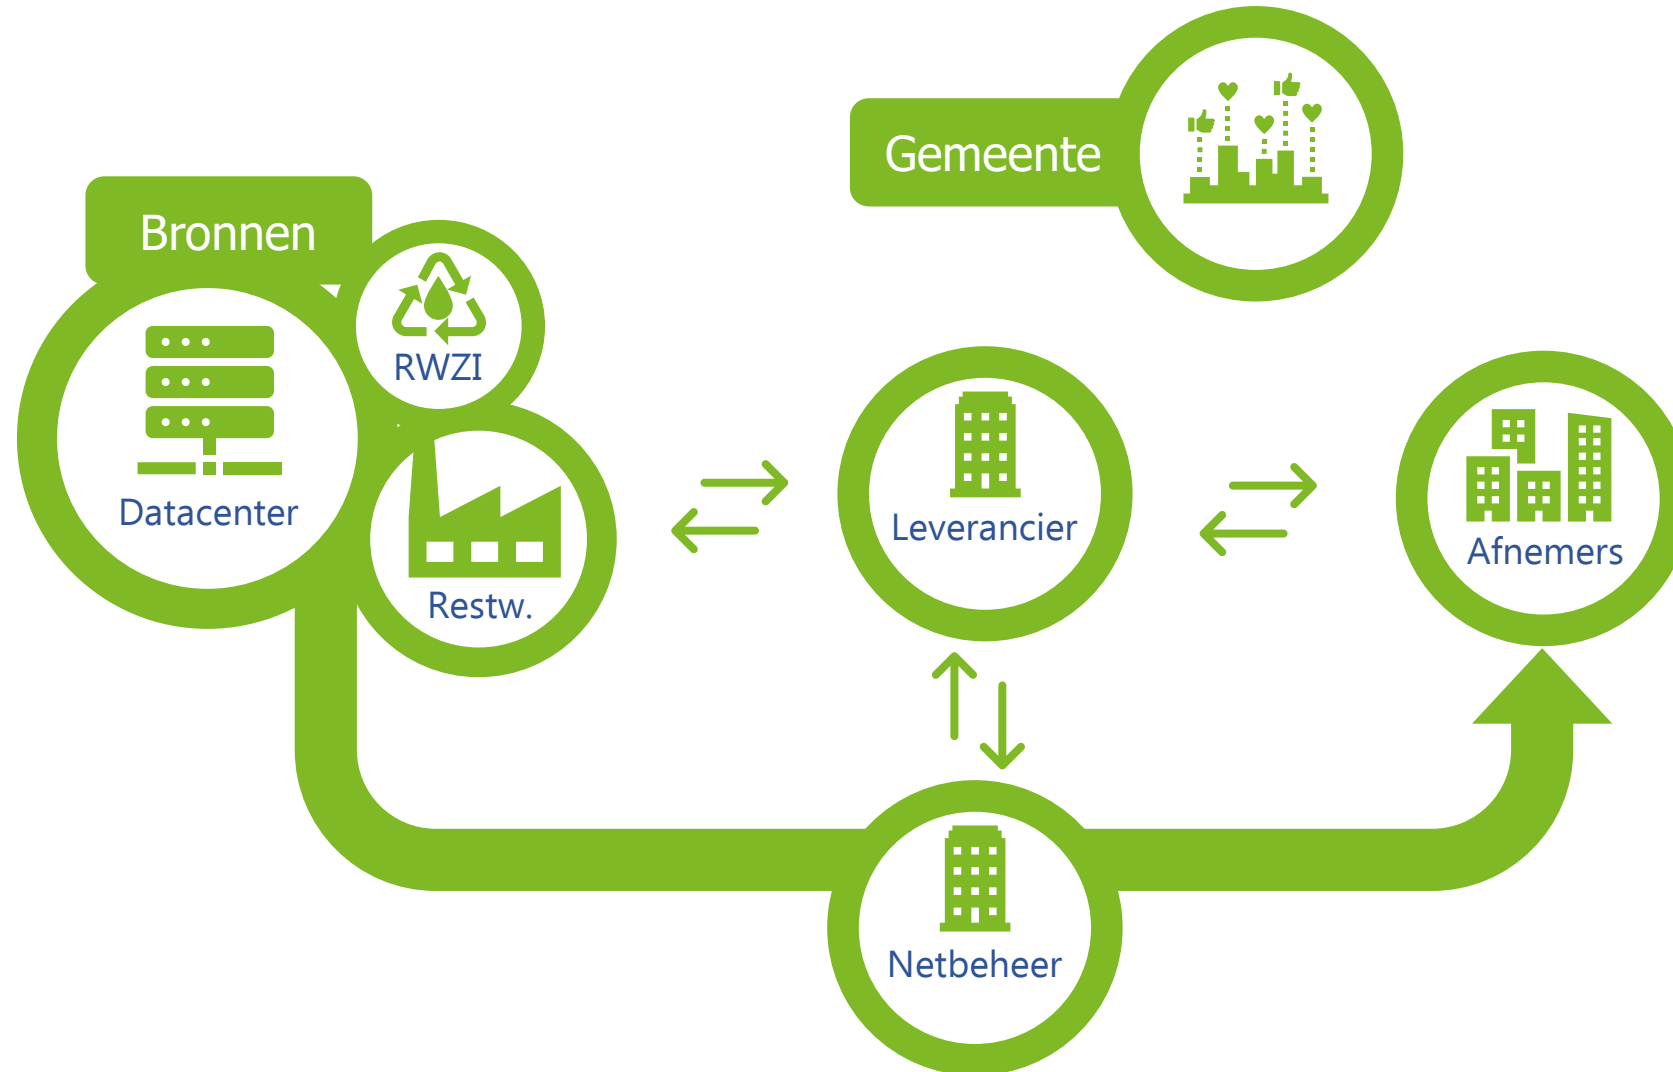 Gemeente
Bronnen
RWZI
Datacenter
Restw.
Leverancier
Afnemers
Netbeheer